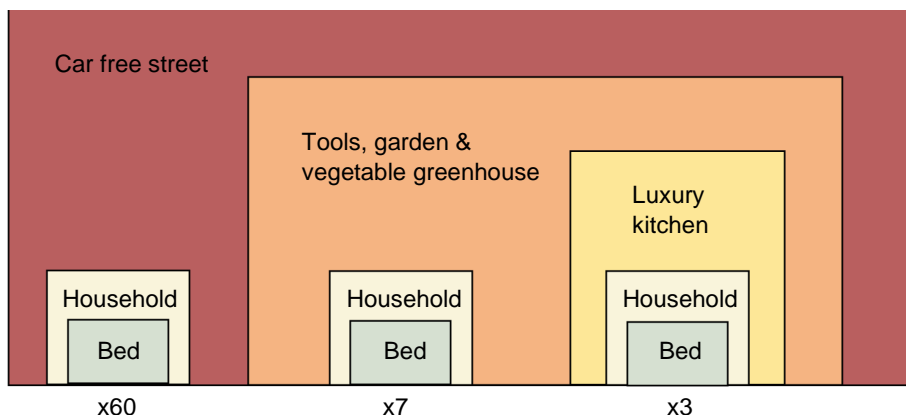 Car free street
Tools, garden &
vegetable greenhouse
Luxury
kitchen
Household
Bed
Household
Bed
Household
Bed
x60
x7
x3